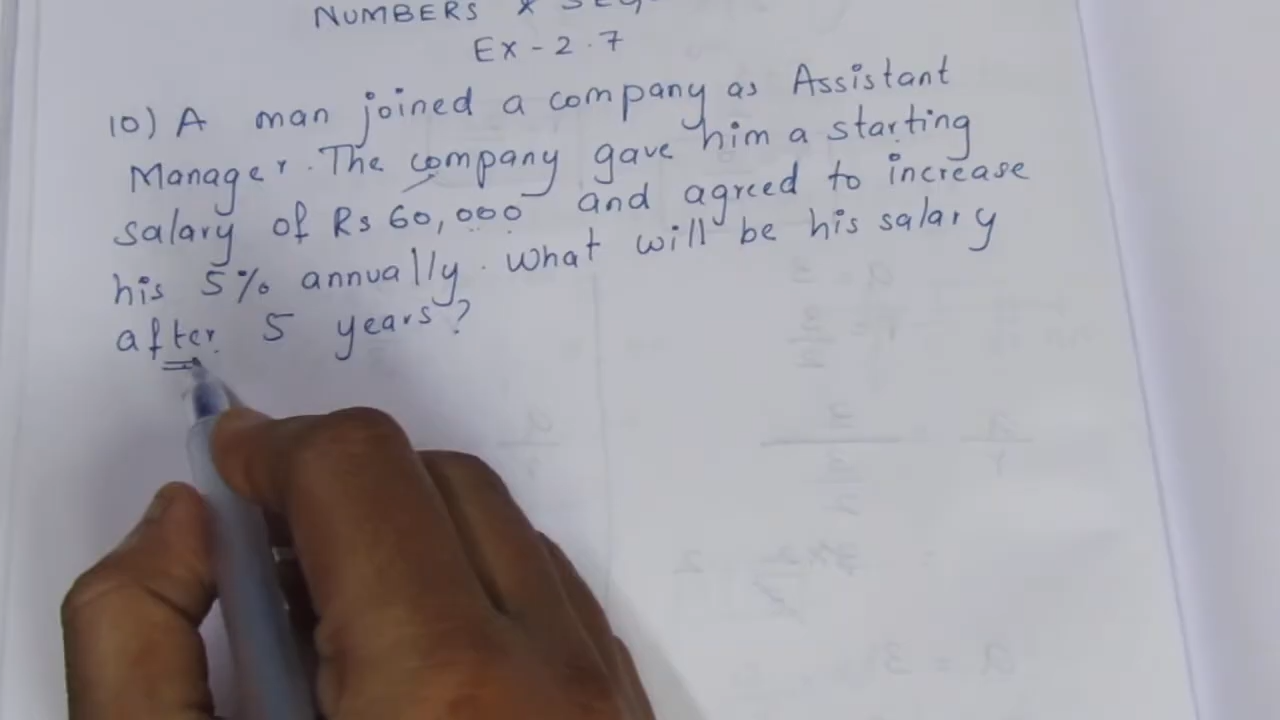 NUMBERS
Ex - 2.7
10) A man joined a company as Assistant
Manager. The company gave him a starting
salary of Rs 60,000 and agreed to increase
his 5% annually. What will be his salary
after 5 years?